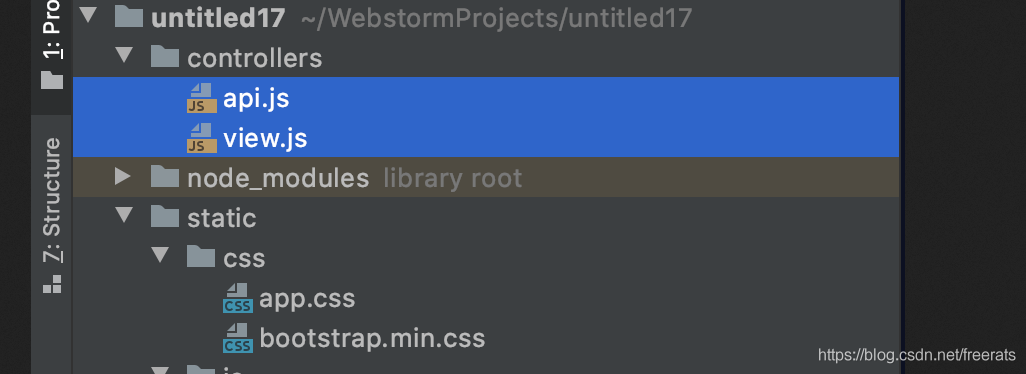 1: Pro
Z: Structure
untitled17 ~/WebstormProjects/untitled17
controllers
JS api.js
JS view.js
node_modules library root
static
css
CSS app.css
CSS bootstrap.min.css
https://blog.csdn.net/freerats